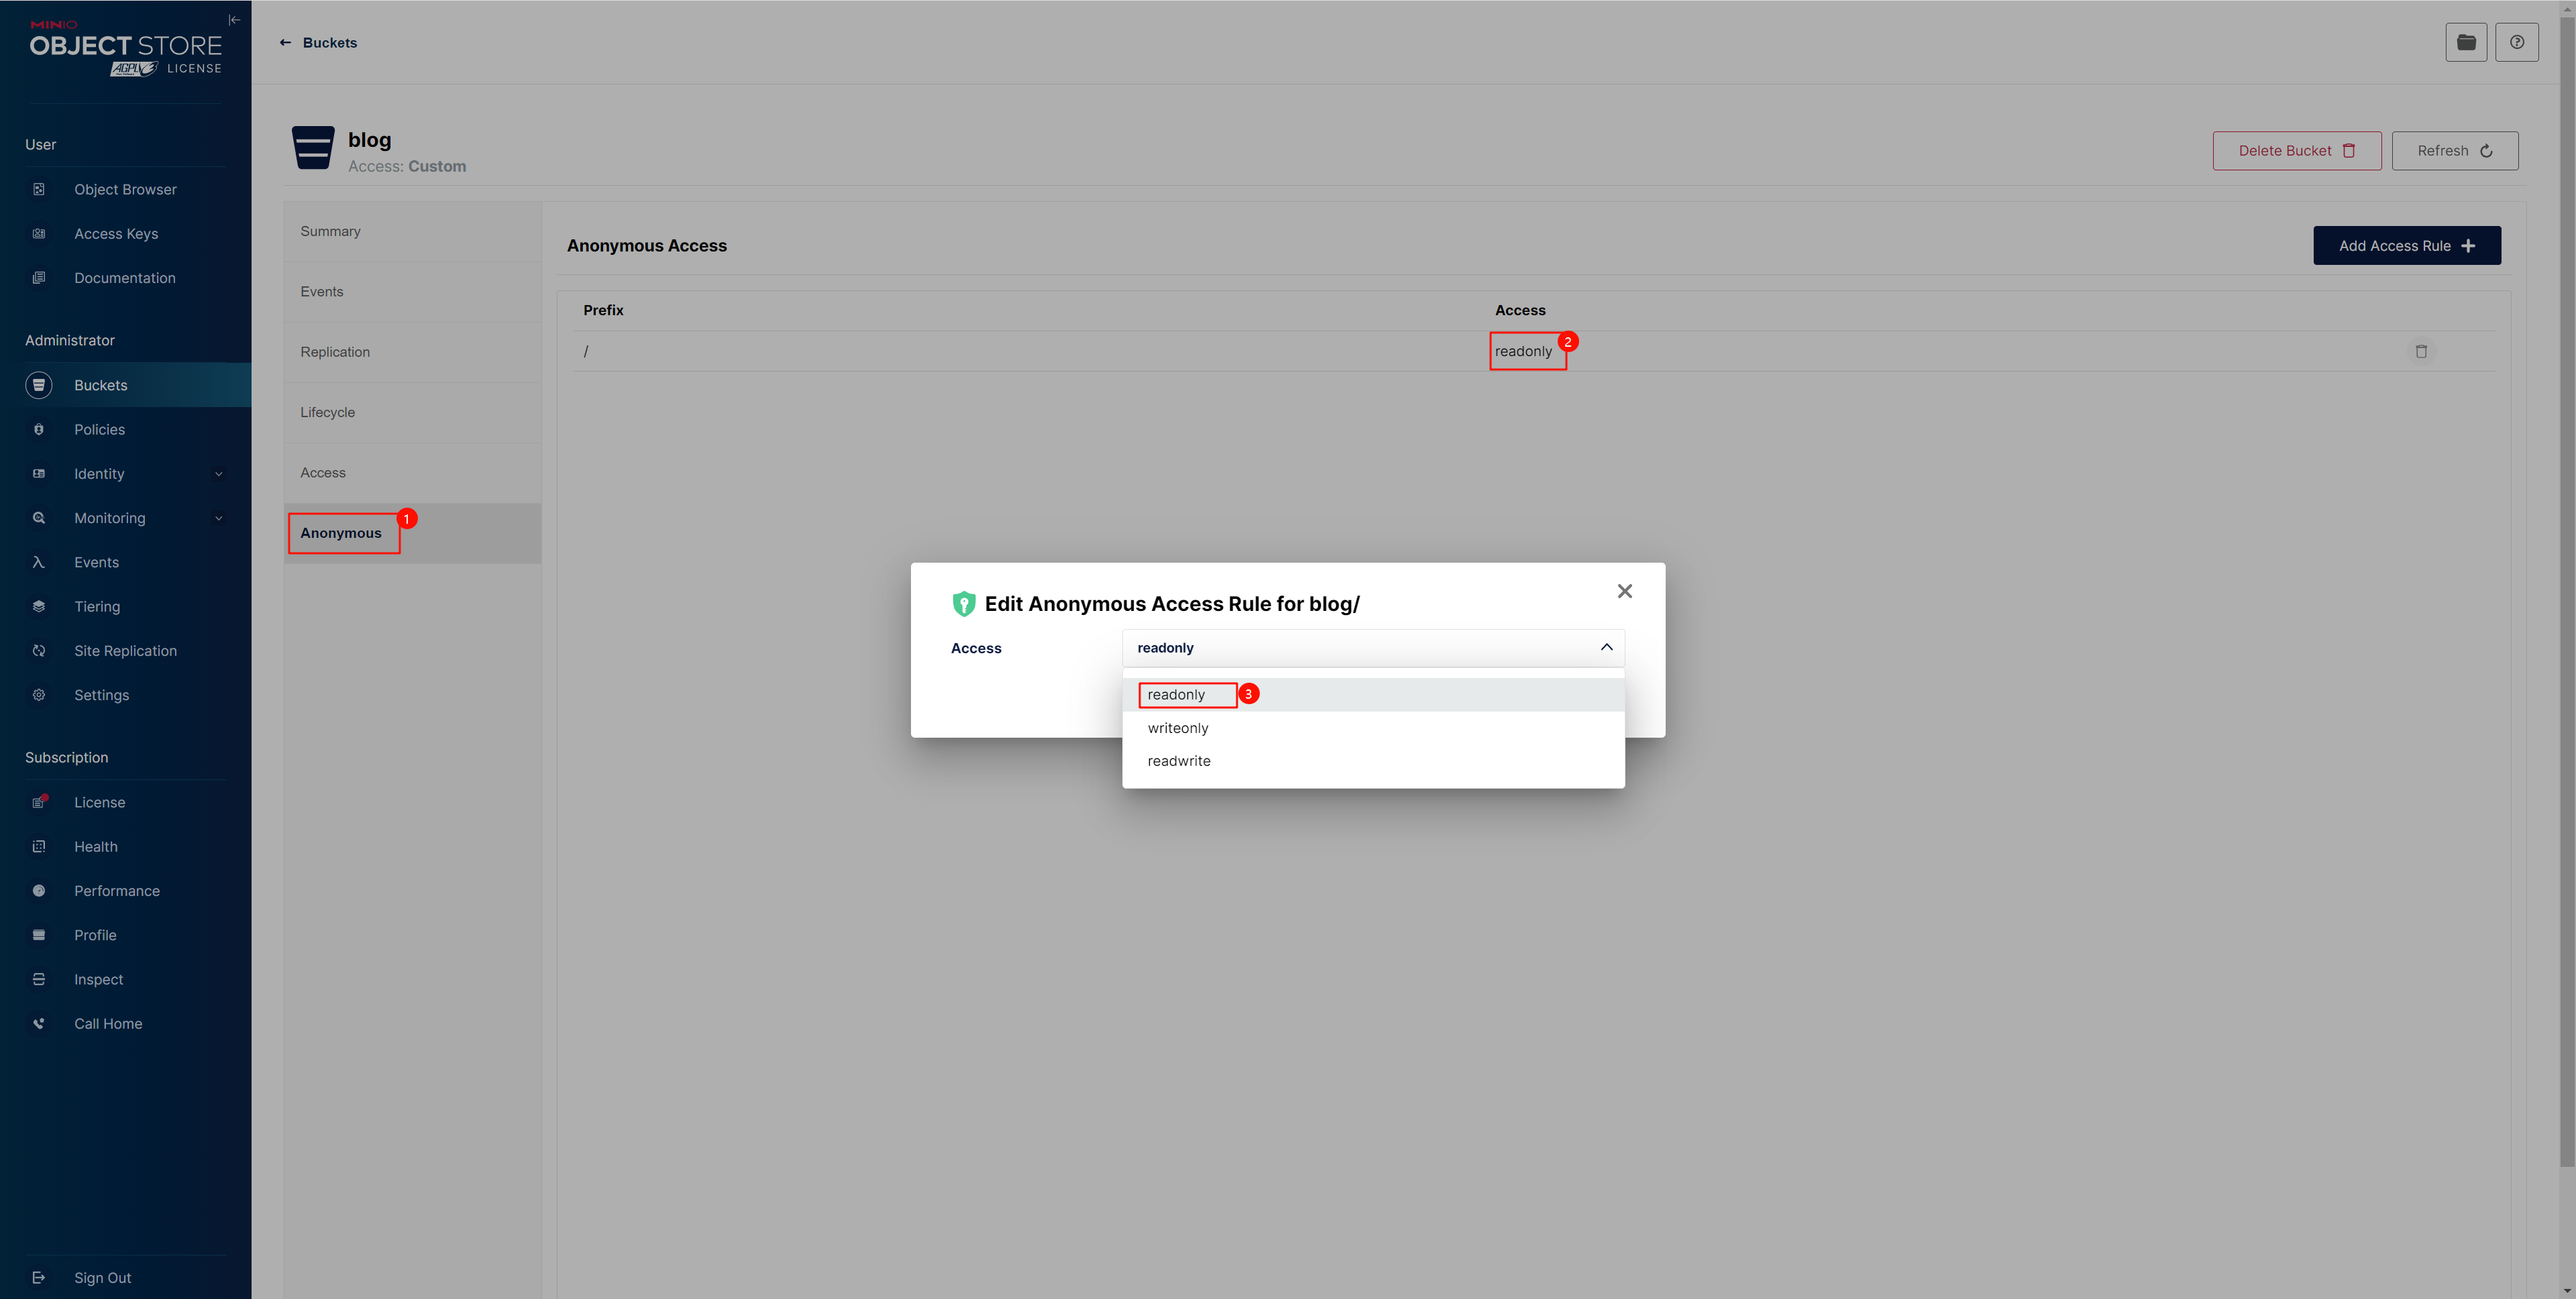 MINIO
OBJECT STORE
AGPLv3 LICENSE
User
Object Browser
Access Keys
Documentation
Administrator
Buckets
Policies
Identity
Monitoring
Events
Tiering
Site Replication
Settings
Subscription
License
Health
Performance
Profile
Inspect
Call Home
Sign Out
Buckets
blog
Access: Custom
Delete Bucket
Refresh
Summary
Events
Replication
Lifecycle
Access
Anonymous
1
Anonymous Access
Add Access Rule
Prefix Access
/ readonly
2
Edit Anonymous Access Rule for blog/
Access readonly
readonly
3
writeonly
readwrite